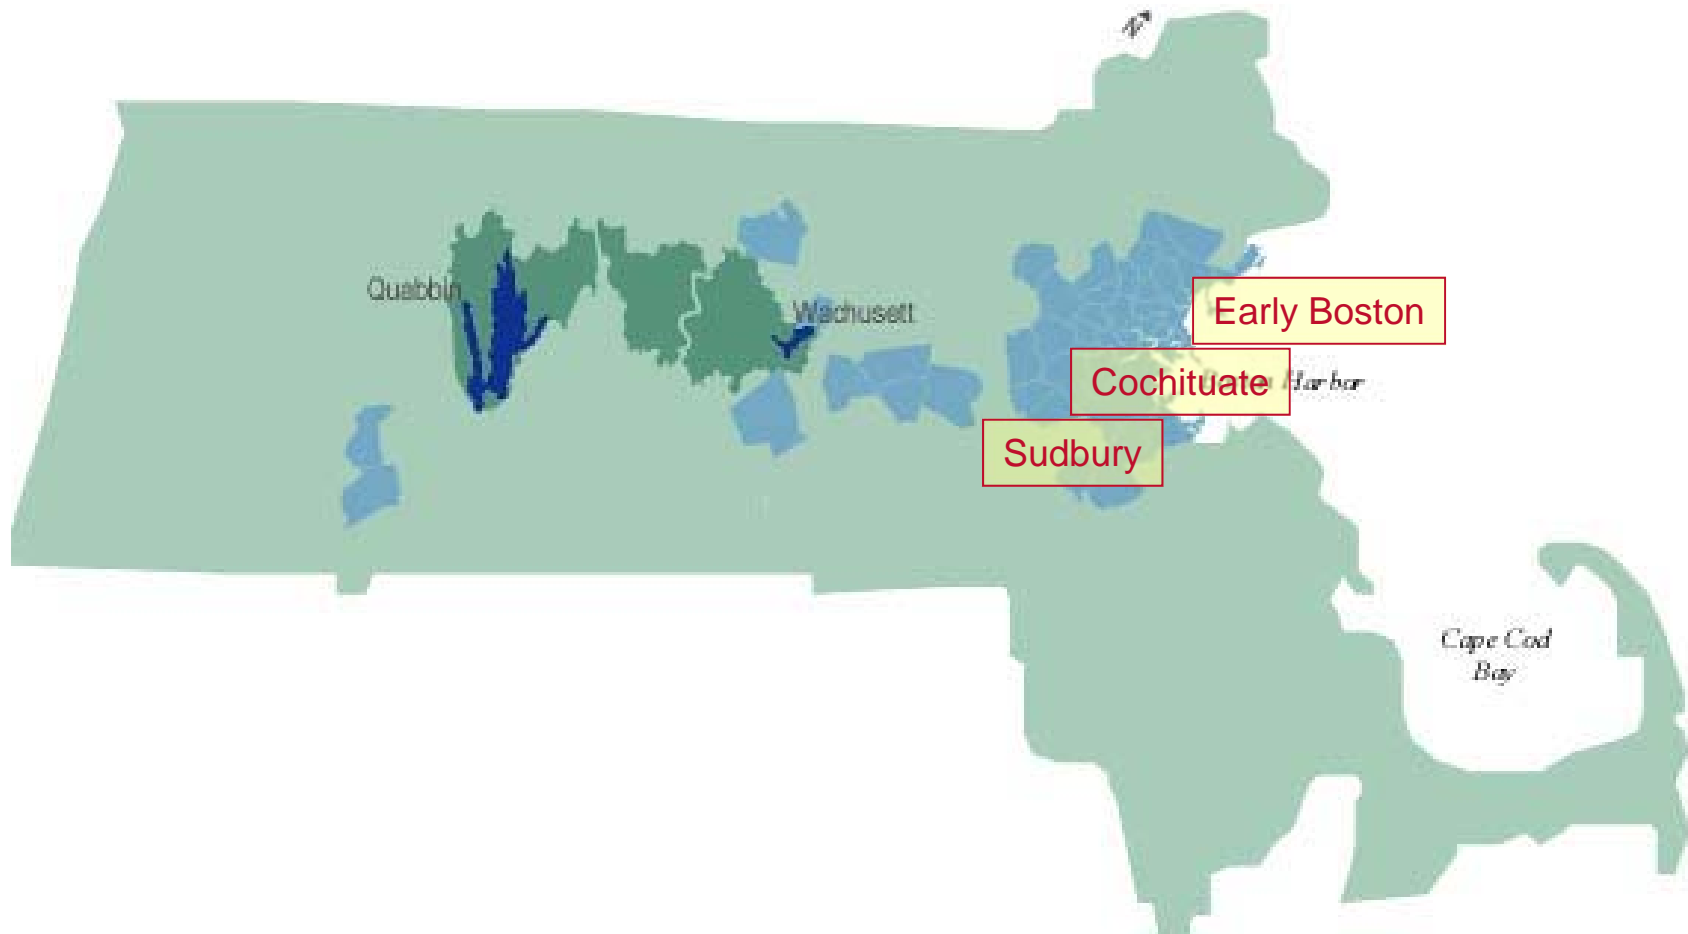 N
Quabbin
Wachusett
Early Boston
Cochituate
Harbor
Sudbury
Cape Cod
Bay